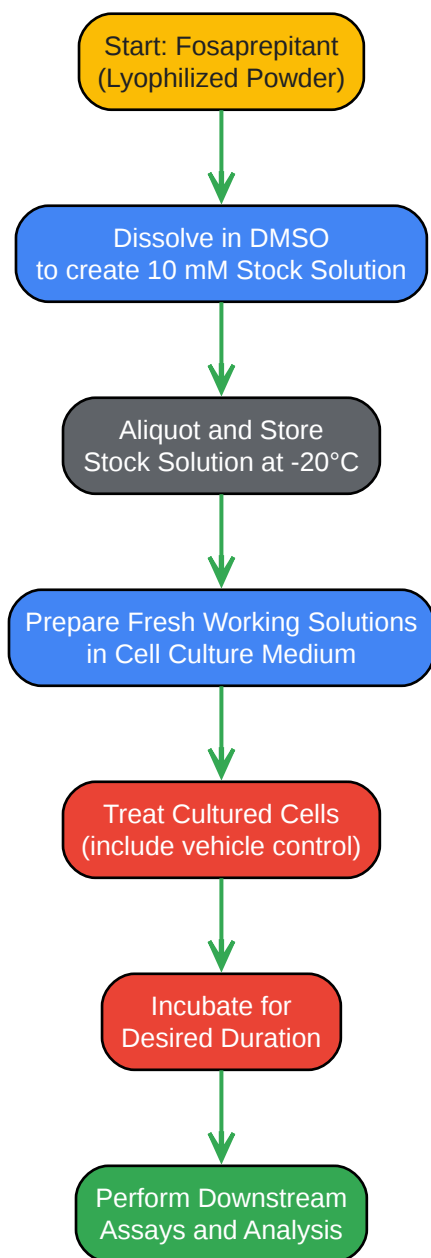 Start: Fosaprepitant
(Lyophilized Powder)
Dissolve in DMSO
to create 10 mM Stock Solution
Aliquot and Store
Stock Solution at -20°C
Prepare Fresh Working Solutions
in Cell Culture Medium
Treat Cultured Cells
(include vehicle control)
Incubate for
Desired Duration
Perform Downstream
Assays and Analysis